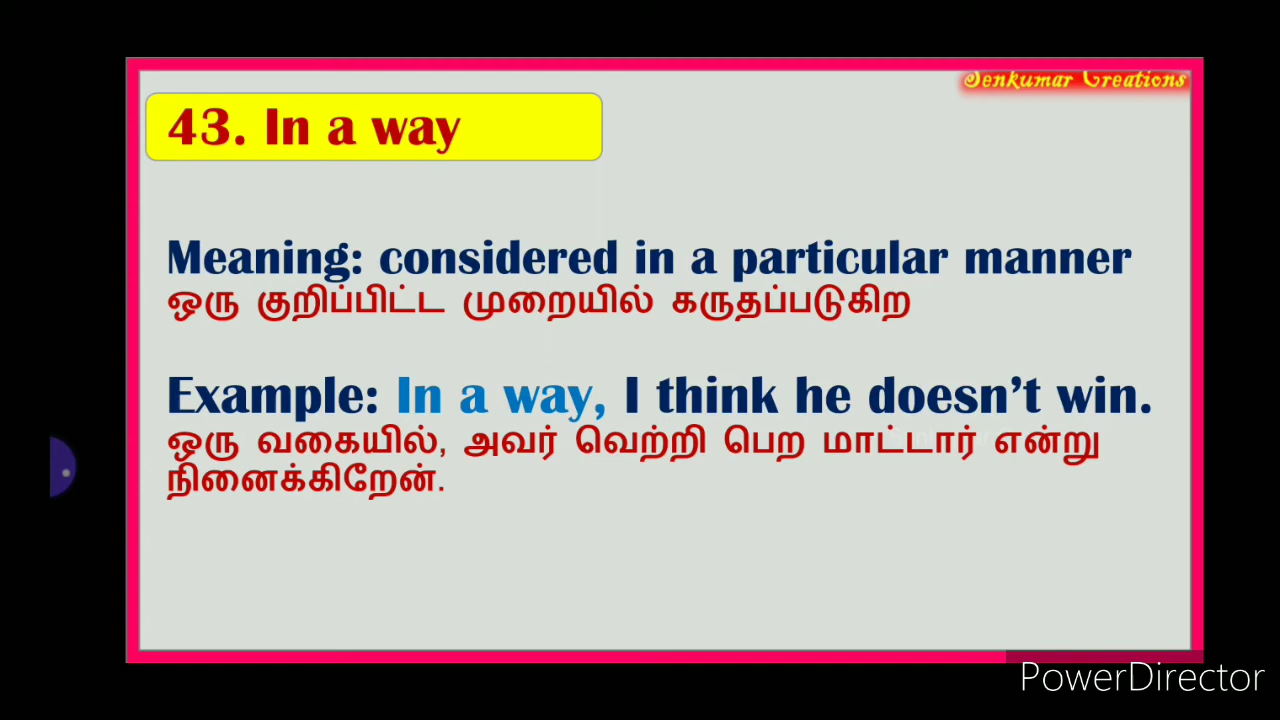 Senkumar Creations
43. In a way
Meaning: considered in a particular manner
ஒரு குறிப்பிட்ட முறையில் கருதப்படுகிற
Example: In a way, I think he doesn’t win.
ஒரு வகையில், அவர் வெற்றி பெற மாட்டார் என்று
நினைக்கிறேன்.
PowerDirector